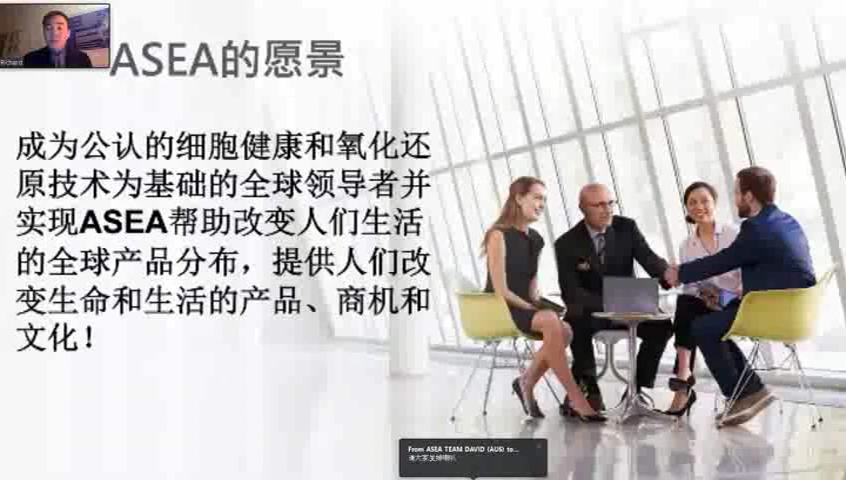 Richard
ASEA的愿景
成为公认的细胞健康和氧化还
原技术为基础的全球领导者并
实现ASEA帮助改变人们生活
的全球产品分布，提供人们改
变生命和生活的产品、商机和
文化！
From ASEA TEAM DAVID (AUS) to...